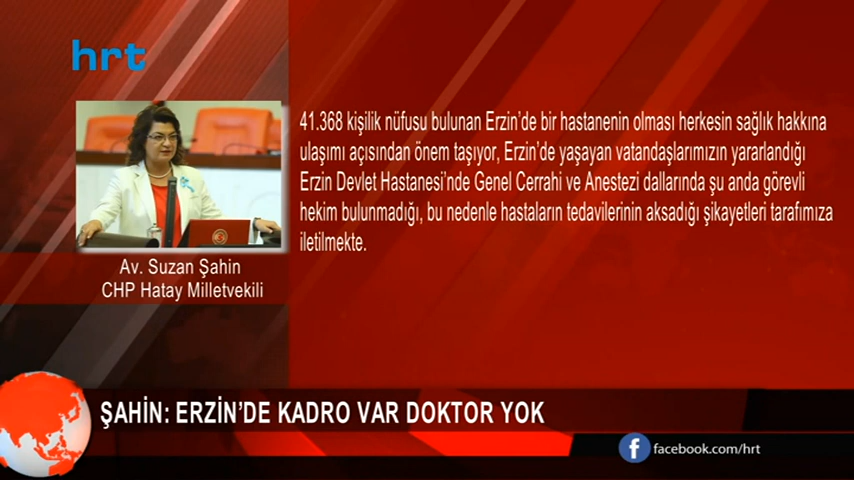 hrt
41.368 kişilik nüfusu bulunan Erzin'de bir hastanenin olması herkesin sağlık hakkına
ulaşımı açısından önem taşıyor, Erzin'de yaşayan vatandaşlarımızın yararlandığı
Erzin Devlet Hastanesi'nde Genel Cerrahi ve Anestezi dallarında şu anda görevli
hekim bulunmadığı, bu nedenle hastaların tedavilerinin aksadığı şikayetleri tarafımıza
iletilmekte.
Av. Suzan Şahin
CHP Hatay Milletvekili
ŞAHİN: ERZİN'DE KADRO VAR DOKTOR YOK
f facebook.com/hrt